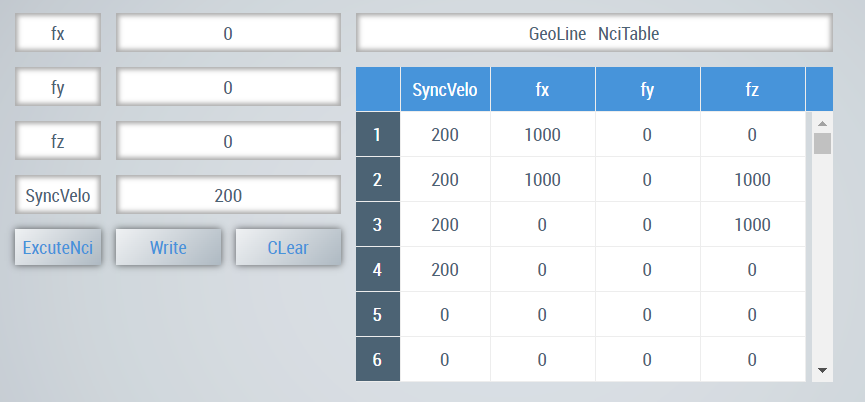 fx 0
fy 0
fz 0
SyncVelo 200
ExcuteNci Write CLear
GeoLine NciTable
SyncVelo fx fy fz
1 200 1000 0 0
2 200 1000 0 1000
3 200 0 0 1000
4 200 0 0 0
5 0 0 0 0
6 0 0 0 0